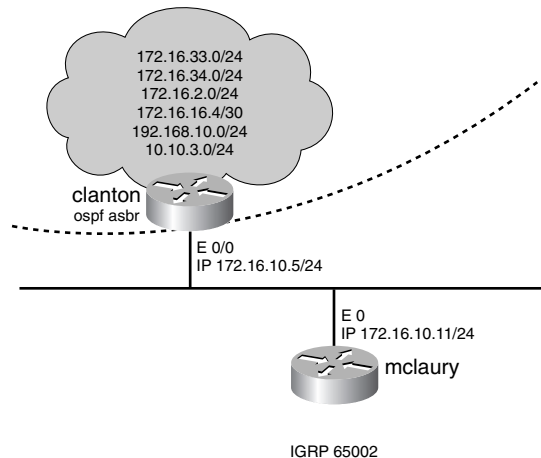 172.16.33.0/24
172.16.34.0/24
172.16.2.0/24
172.16.16.4/30
192.168.10.0/24
10.10.3.0/24
clanton
ospf asbr
E 0/0
IP 172.16.10.5/24
E 0
IP 172.16.10.11/24
mclaury
IGRP 65002